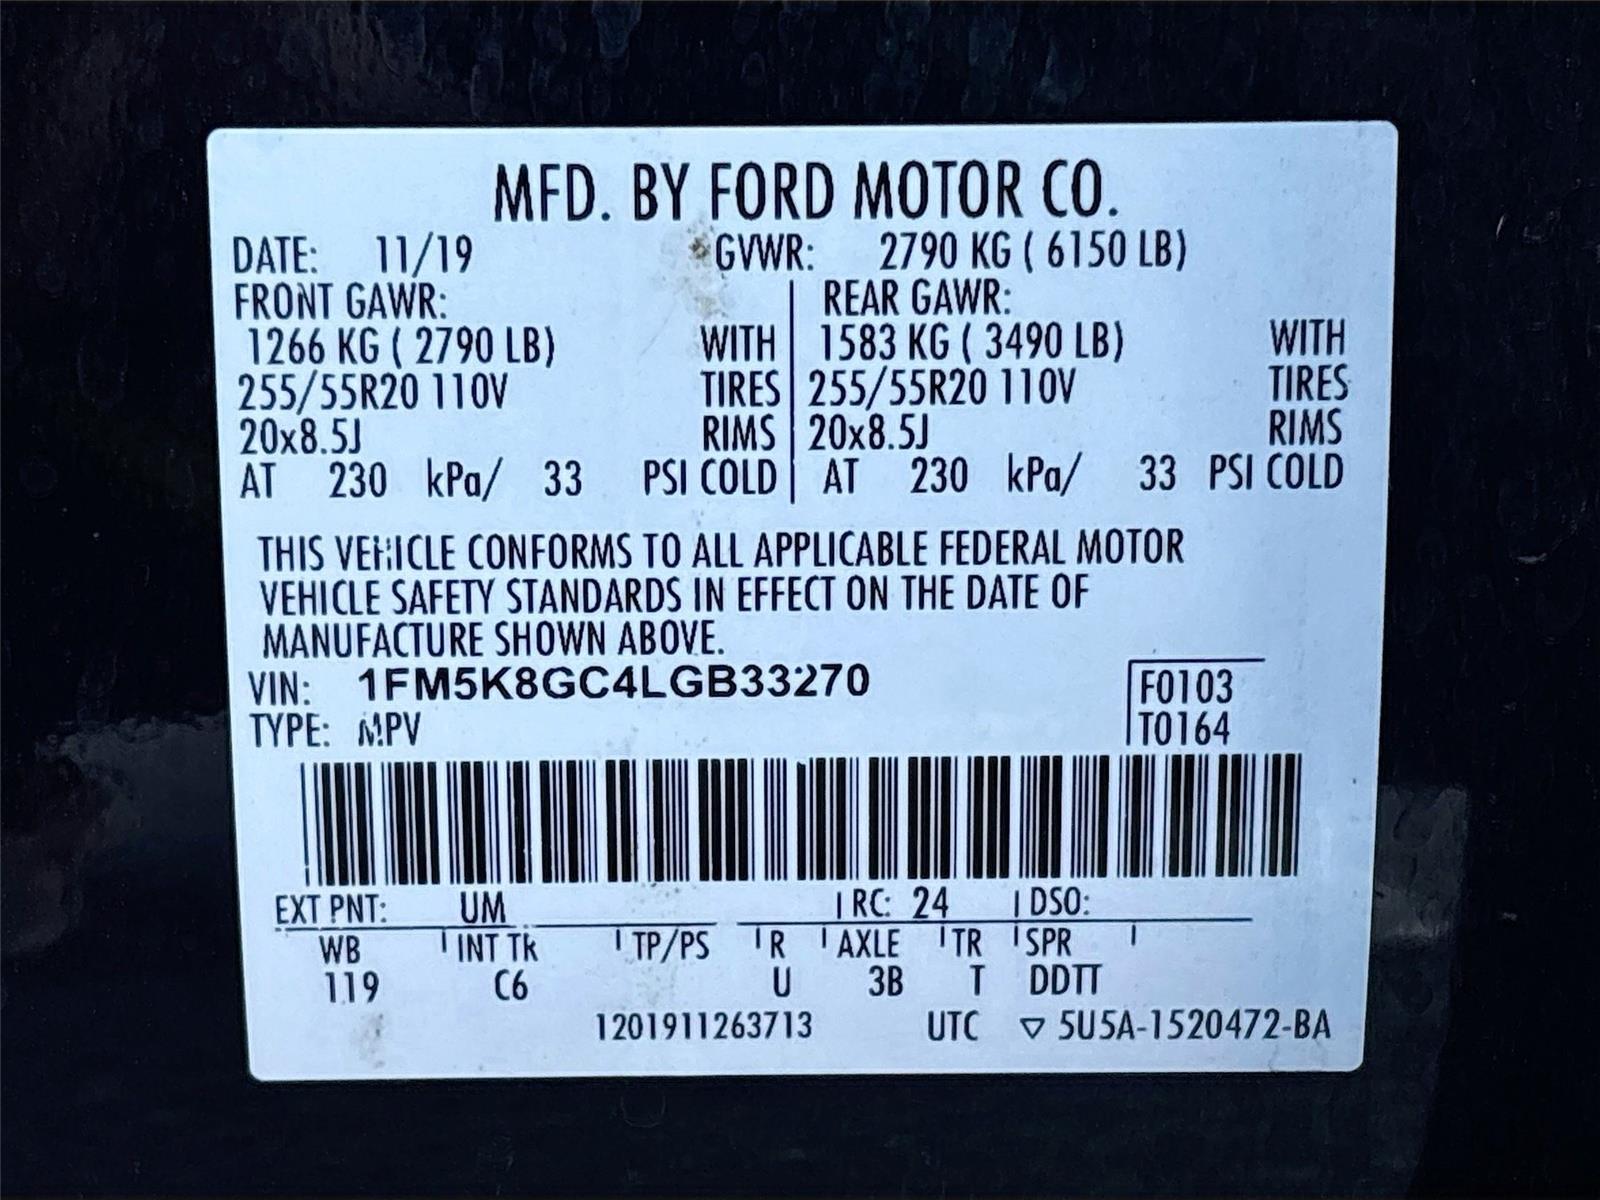 MFD. BY FORD MOTOR CO.
DATE: 11/19 GVWR: 2790 KG ( 6150 LB)
FRONT GAWR: REAR GAWR:
1266 KG ( 2790 LB) WITH 1583 KG ( 3490 LB) WITH
255/55R20 110V TIRES 255/55R20 110V TIRES
20x8.5J RIMS 20x8.5J RIMS
AT 230 kPa/ 33 PSI COLD AT 230 kPa/ 33 PSI COLD
THIS VEHICLE CONFORMS TO ALL APPLICABLE FEDERAL MOTOR
VEHICLE SAFETY STANDARDS IN EFFECT ON THE DATE OF
MANUFACTURE SHOWN ABOVE.
VIN: 1FM5K8GC4LGB33270 F0103
TYPE: MPV T0164
EXT PNT: UM RC: 24 DSO:
WB INT TR TP/PS R AXLE TR SPR
119 C6 U 3B T DDTT
1201911263713 UTC ▽ 5U5A-1520472-BA